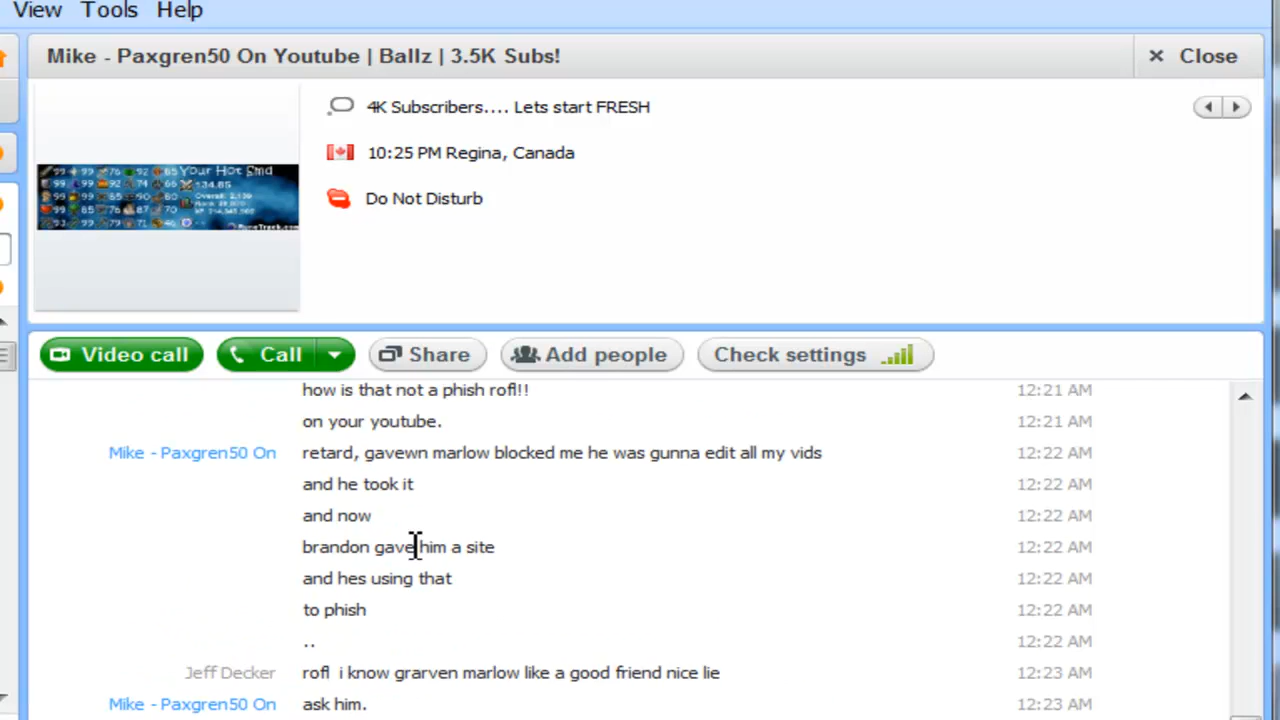 View Tools Help
Mike - Paxgren50 On Youtube | Ballz | 3.5K Subs!
× Close
4K Subscribers.... Lets start FRESH
10:25 PM Regina, Canada
Do Not Disturb
Your Hot Gmd
134.85
Video call Call Share Add people Check settings
how is that not a phish rofl!! 12:21 AM
on your youtube. 12:21 AM
Mike - Paxgren50 On retard, gavewn marlow blocked me he was gunna edit all my vids 12:22 AM
and he took it 12:22 AM
and now 12:22 AM
brandon gave him a site 12:22 AM
and hes using that 12:22 AM
to phish 12:22 AM
.. 12:22 AM
Jeff Decker rofl i know grarven marlow like a good friend nice lie 12:23 AM
Mike - Paxgren50 On ask him. 12:23 AM